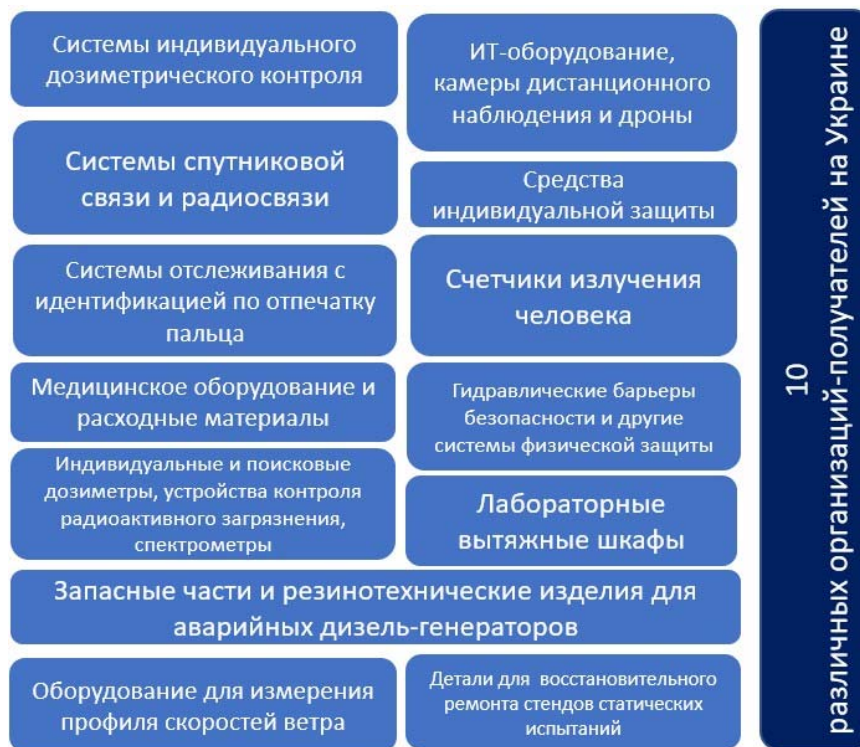 Системы индивидуального
дозиметрического контроля
ИТ-оборудование,
камеры дистанционного
наблюдения и дроны
Системы спутниковой
связи и радиосвязи
Средства
индивидуальной защиты
Системы отслеживания с
идентификацией по отпечатку
пальца
Счетчики излучения
человека
Медицинское оборудование и
расходные материалы
Гидравлические барьеры
безопасности и другие
системы физической защиты
Индивидуальные и поисковые
дозиметры, устройства контроля
радиоактивного загрязнения,
спектрометры
Лабораторные
вытяжные шкафы
Запасные части и резинотехнические изделия для
аварийных дизель-генераторов
Оборудование для измерения
профиля скоростей ветра
Детали для восстановительного
ремонта стендов статических
испытаний
10
различных организаций-получателей на Украине